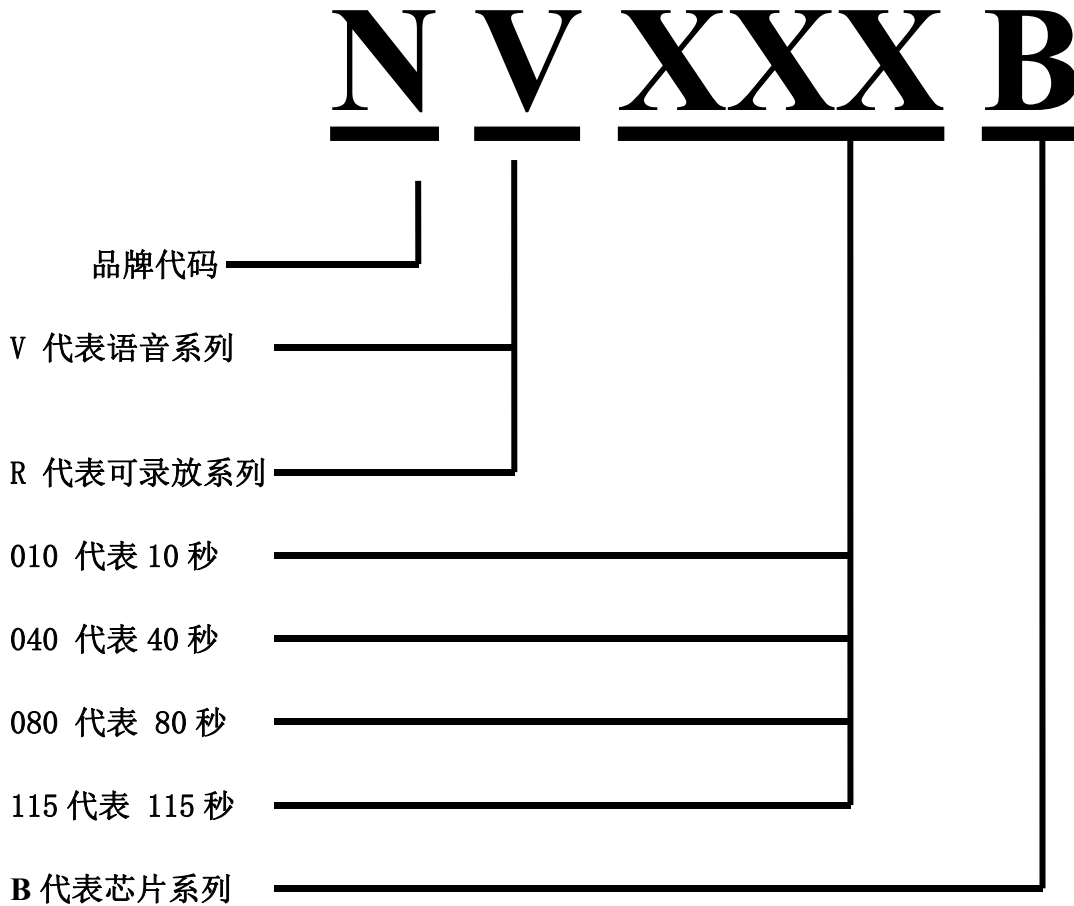 N V XXX B
品牌代码
V 代表语音系列
R 代表可录放系列
010 代表 10 秒
040 代表 40 秒
080 代表 80 秒
115 代表 115 秒
B 代表芯片系列